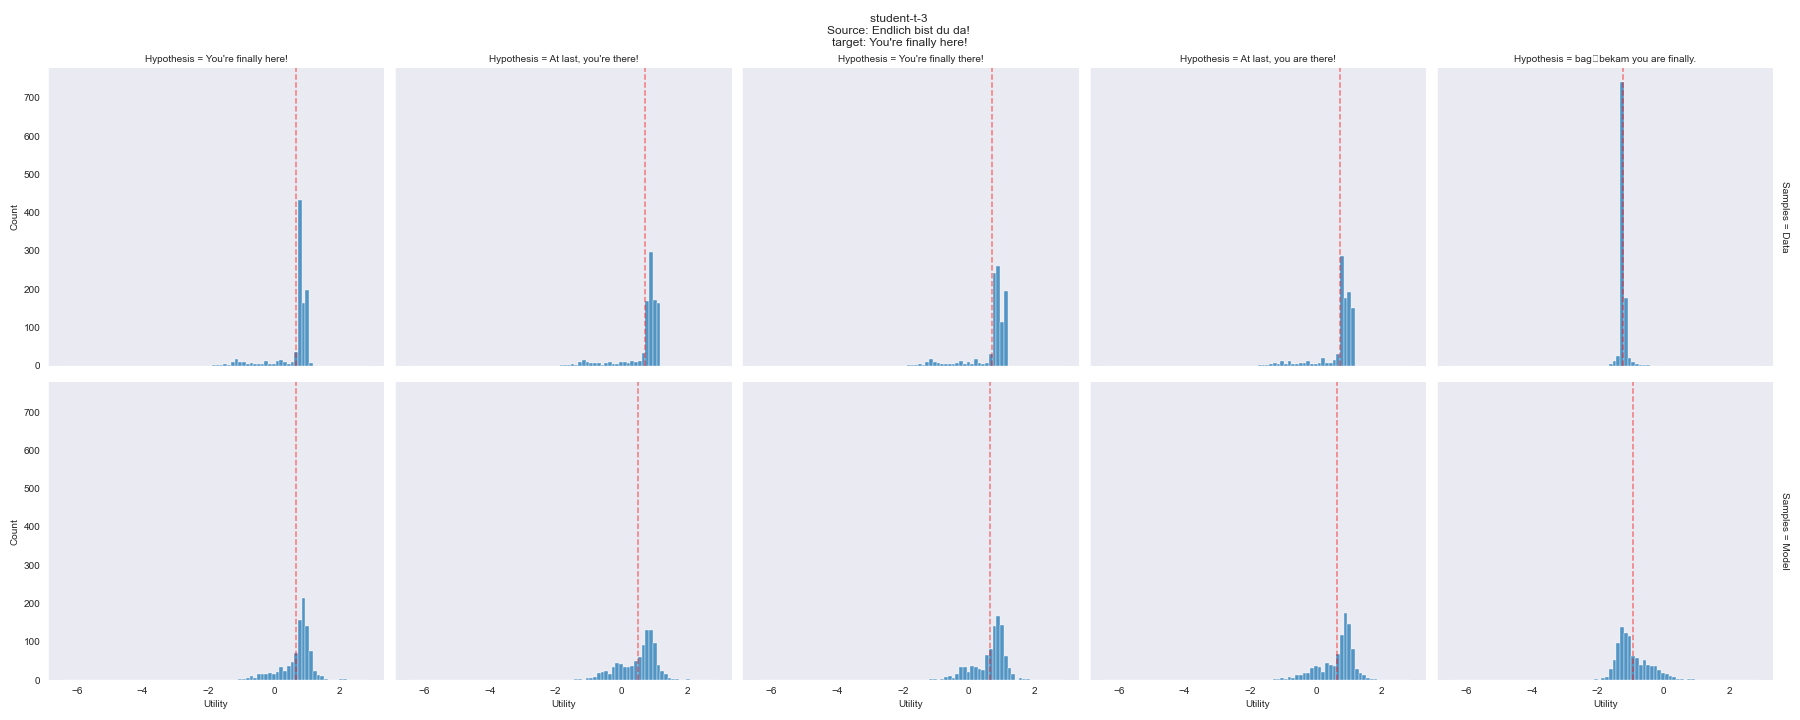 student-t-3
Source: Endlich bist du da!
target: You're finally here!
Hypothesis = You're finally here!
Hypothesis = At last, you're there!
Hypothesis = You're finally there!
Hypothesis = At last, you are there!
Hypothesis = bag▯bekam you are finally.
700
600
500
400
300
200
100
0
Count
Samples = Data
700
600
500
400
300
200
100
0
Count
Samples = Model
−6 −4 −2 0 2
−6 −4 −2 0 2
−6 −4 −2 0 2
−6 −4 −2 0 2
−6 −4 −2 0 2
Utility
Utility
Utility
Utility
Utility